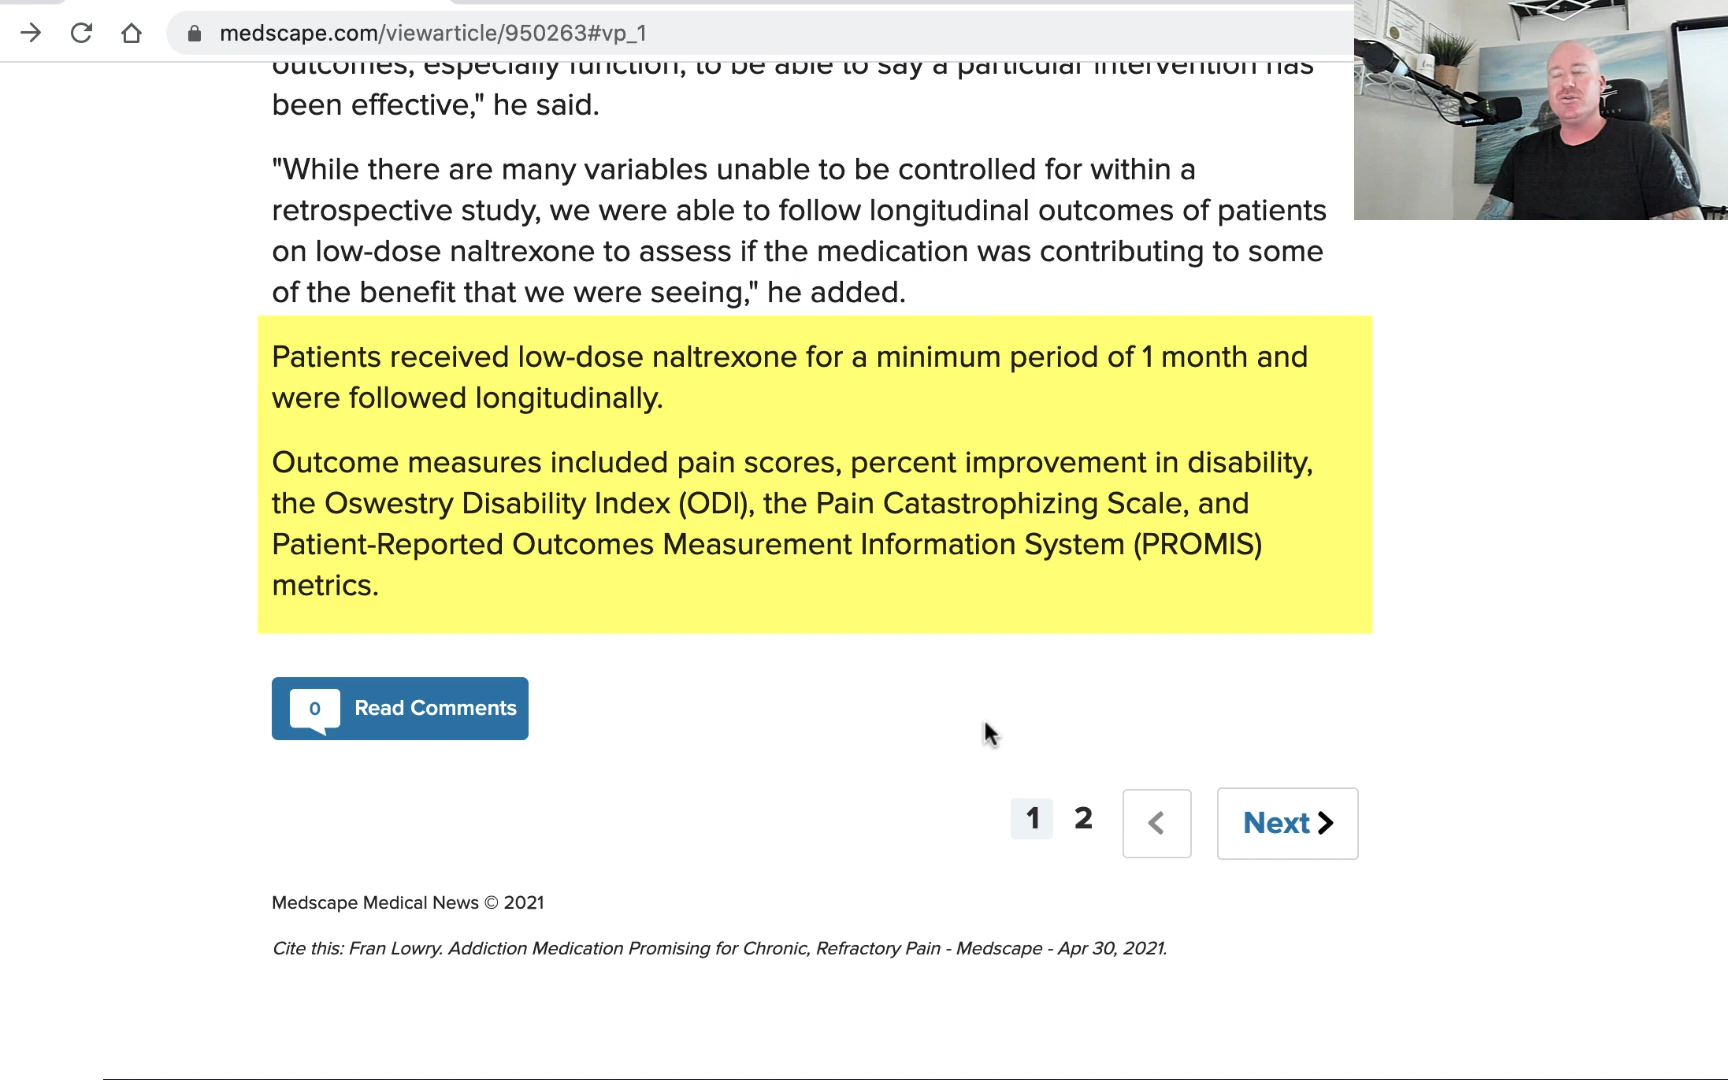 medscape.com/viewarticle/950263#vp_1
outcomes, especially function, to be able to say a particular intervention has
been effective," he said.
"While there are many variables unable to be controlled for within a
retrospective study, we were able to follow longitudinal outcomes of patients
on low-dose naltrexone to assess if the medication was contributing to some
of the benefit that we were seeing," he added.
Patients received low-dose naltrexone for a minimum period of 1 month and
were followed longitudinally.
Outcome measures included pain scores, percent improvement in disability,
the Oswestry Disability Index (ODI), the Pain Catastrophizing Scale, and
Patient-Reported Outcomes Measurement Information System (PROMIS)
metrics.
0 Read Comments
1 2 < Next >
Medscape Medical News © 2021
Cite this: Fran Lowry. Addiction Medication Promising for Chronic, Refractory Pain - Medscape - Apr 30, 2021.